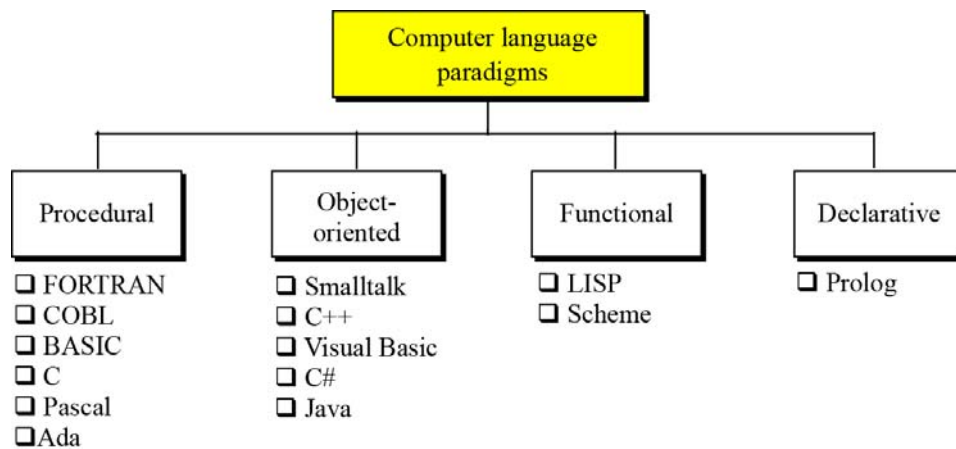 Computer language
paradigms
Procedural
Object-
oriented
Functional
Declarative
❑ FORTRAN
❑ COBL
❑ BASIC
❑ C
❑ Pascal
❑Ada
❑ Smalltalk
❑ C++
❑ Visual Basic
❑ C#
❑ Java
❑ LISP
❑ Scheme
❑ Prolog